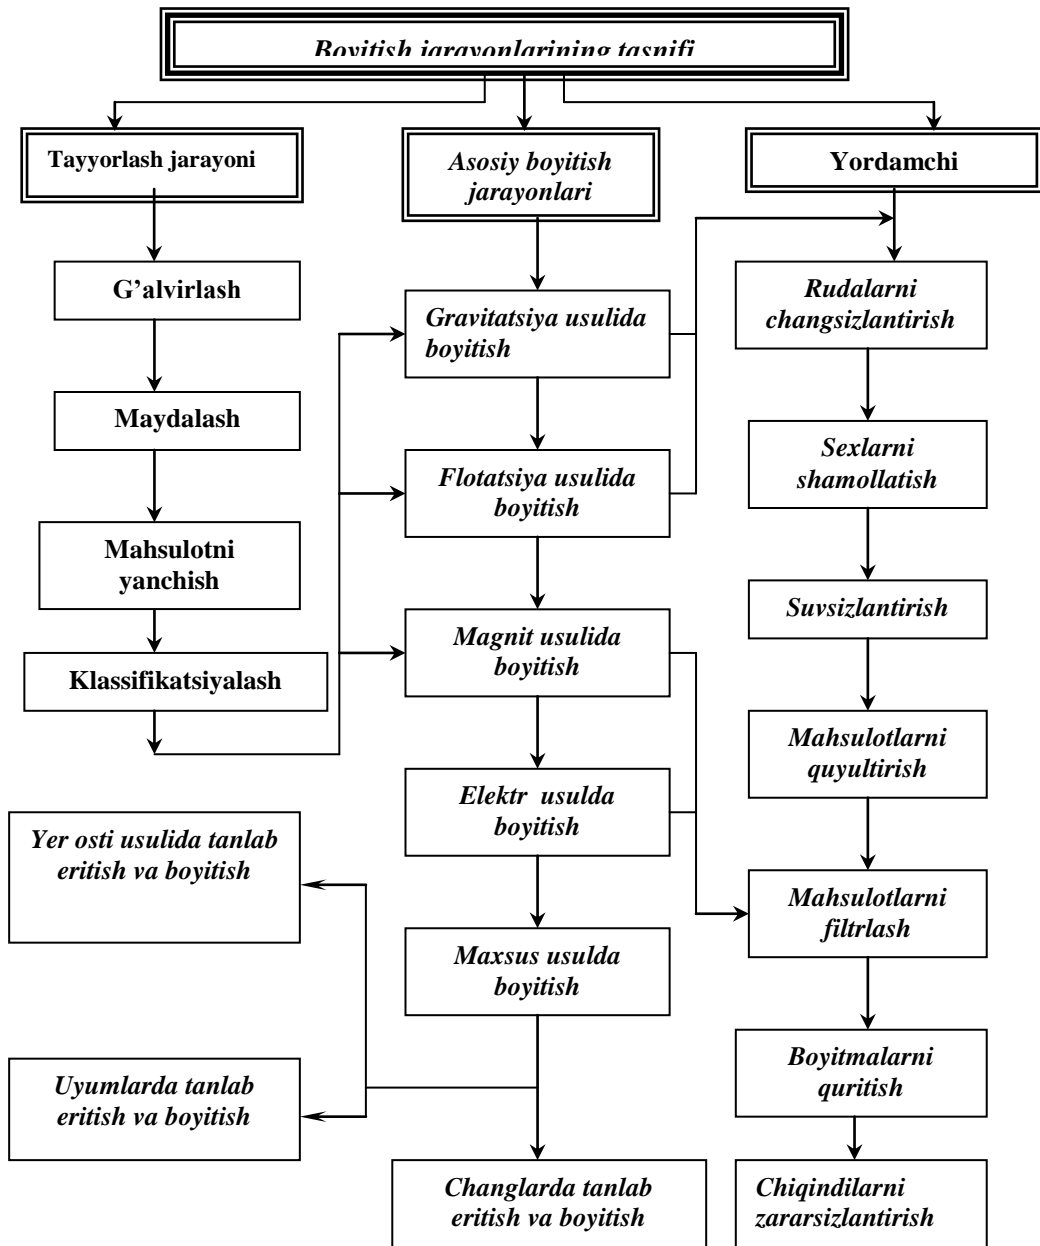 Boyitish jarayonlarining tasnifi
Tayyorlash jarayoni
Asosiy boyitish
jarayonlari
Yordamchi
G’alvirlash
Maydalash
Mahsulotni
yanchish
Klassifikatsiyalash
Gravitatsiya usulida
boyitish
Flotatsiya usulida
boyitish
Magnit usulida
boyitish
Elektr usulda
boyitish
Maxsus usulda
boyitish
Yer osti usulida tanlab
eritish va boyitish
Uyumlarda tanlab
eritish va boyitish
Changlarda tanlab
eritish va boyitish
Rudalarni
changsizlantirish
Sexlarni
shamollatish
Suvsizlantirish
Mahsulotlarni
quyultirish
Mahsulotlarni
filtrlash
Boyitmalarni
quritish
Chiqindilarni
zararsizlantirish